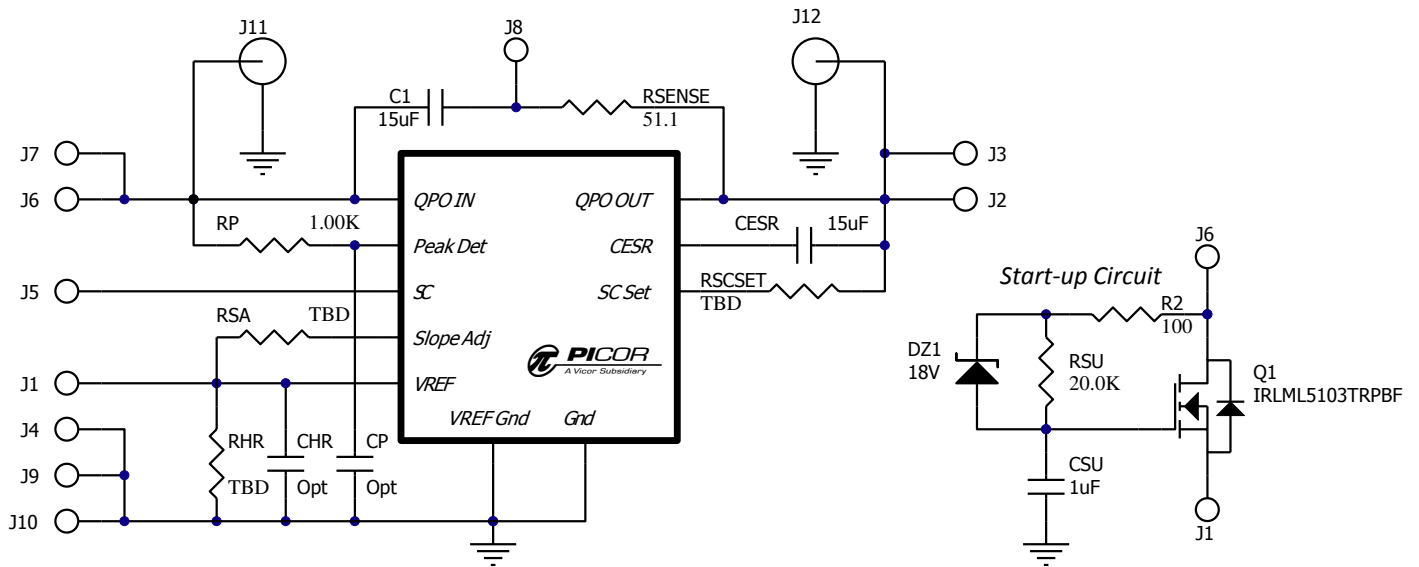 J11
J8
J12
C1
15uF
RSENSE
51.1
J7
J3
J6
QPO IN
QPO OUT
J2
RP
1.00K
Peak Det
CESR
CESR
15uF
J6
J5
SC
SC Set
RSCSET
TBD
Start-up Circuit
R2
100
RSA
TBD
Slope Adj
π PICOR
A Vicor Subsidiary
DZ1
18V
RSU
20.0K
Q1
IRLML5103TRPBF
J1
VREF
VREF Gnd
Gnd
J4
RHR
TBD
CHR
Opt
CP
Opt
J9
CSU
1uF
J10
J1